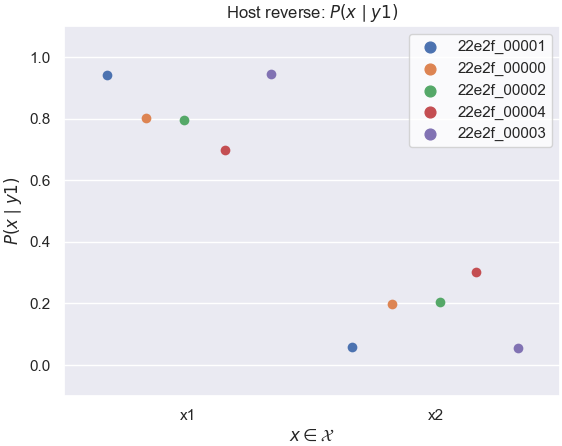 Host reverse: P(x | y1)
22e2f_00001
22e2f_00000
22e2f_00002
22e2f_00004
22e2f_00003
1.0
0.8
0.6
0.4
0.2
0.0
P(x | y1)
x1 x2
x ∈ 𝒳